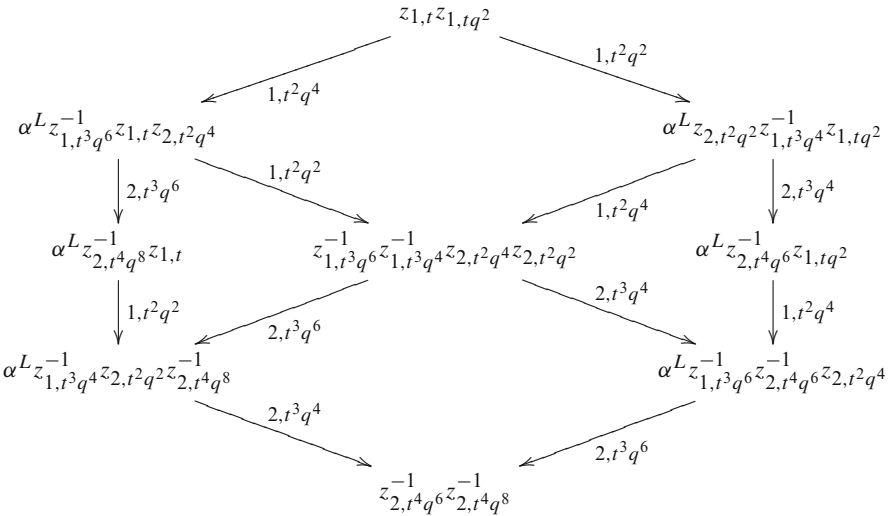 z_{1,t}z_{1,tq^2}
1,t^2q^4 1,t^2q^2
α^L z^{-1}_{1,t^3q^6}z_{1,t}z_{2,t^2q^4} α^L z_{2,t^2q^2}z^{-1}_{1,t^3q^4}z_{1,tq^2}
2,t^3q^6 1,t^2q^2 1,t^2q^4 2,t^3q^4
α^L z^{-1}_{2,t^4q^8}z_{1,t} z^{-1}_{1,t^3q^6}z^{-1}_{1,t^3q^4}z_{2,t^2q^4}z_{2,t^2q^2} α^L z^{-1}_{2,t^4q^6}z_{1,tq^2}
1,t^2q^2 2,t^3q^6 2,t^3q^4 1,t^2q^4
α^L z^{-1}_{1,t^3q^4}z_{2,t^2q^2}z^{-1}_{2,t^4q^8} α^L z^{-1}_{1,t^3q^6}z^{-1}_{2,t^4q^6}z_{2,t^2q^4}
2,t^3q^4 2,t^3q^6
z^{-1}_{2,t^4q^6}z^{-1}_{2,t^4q^8}